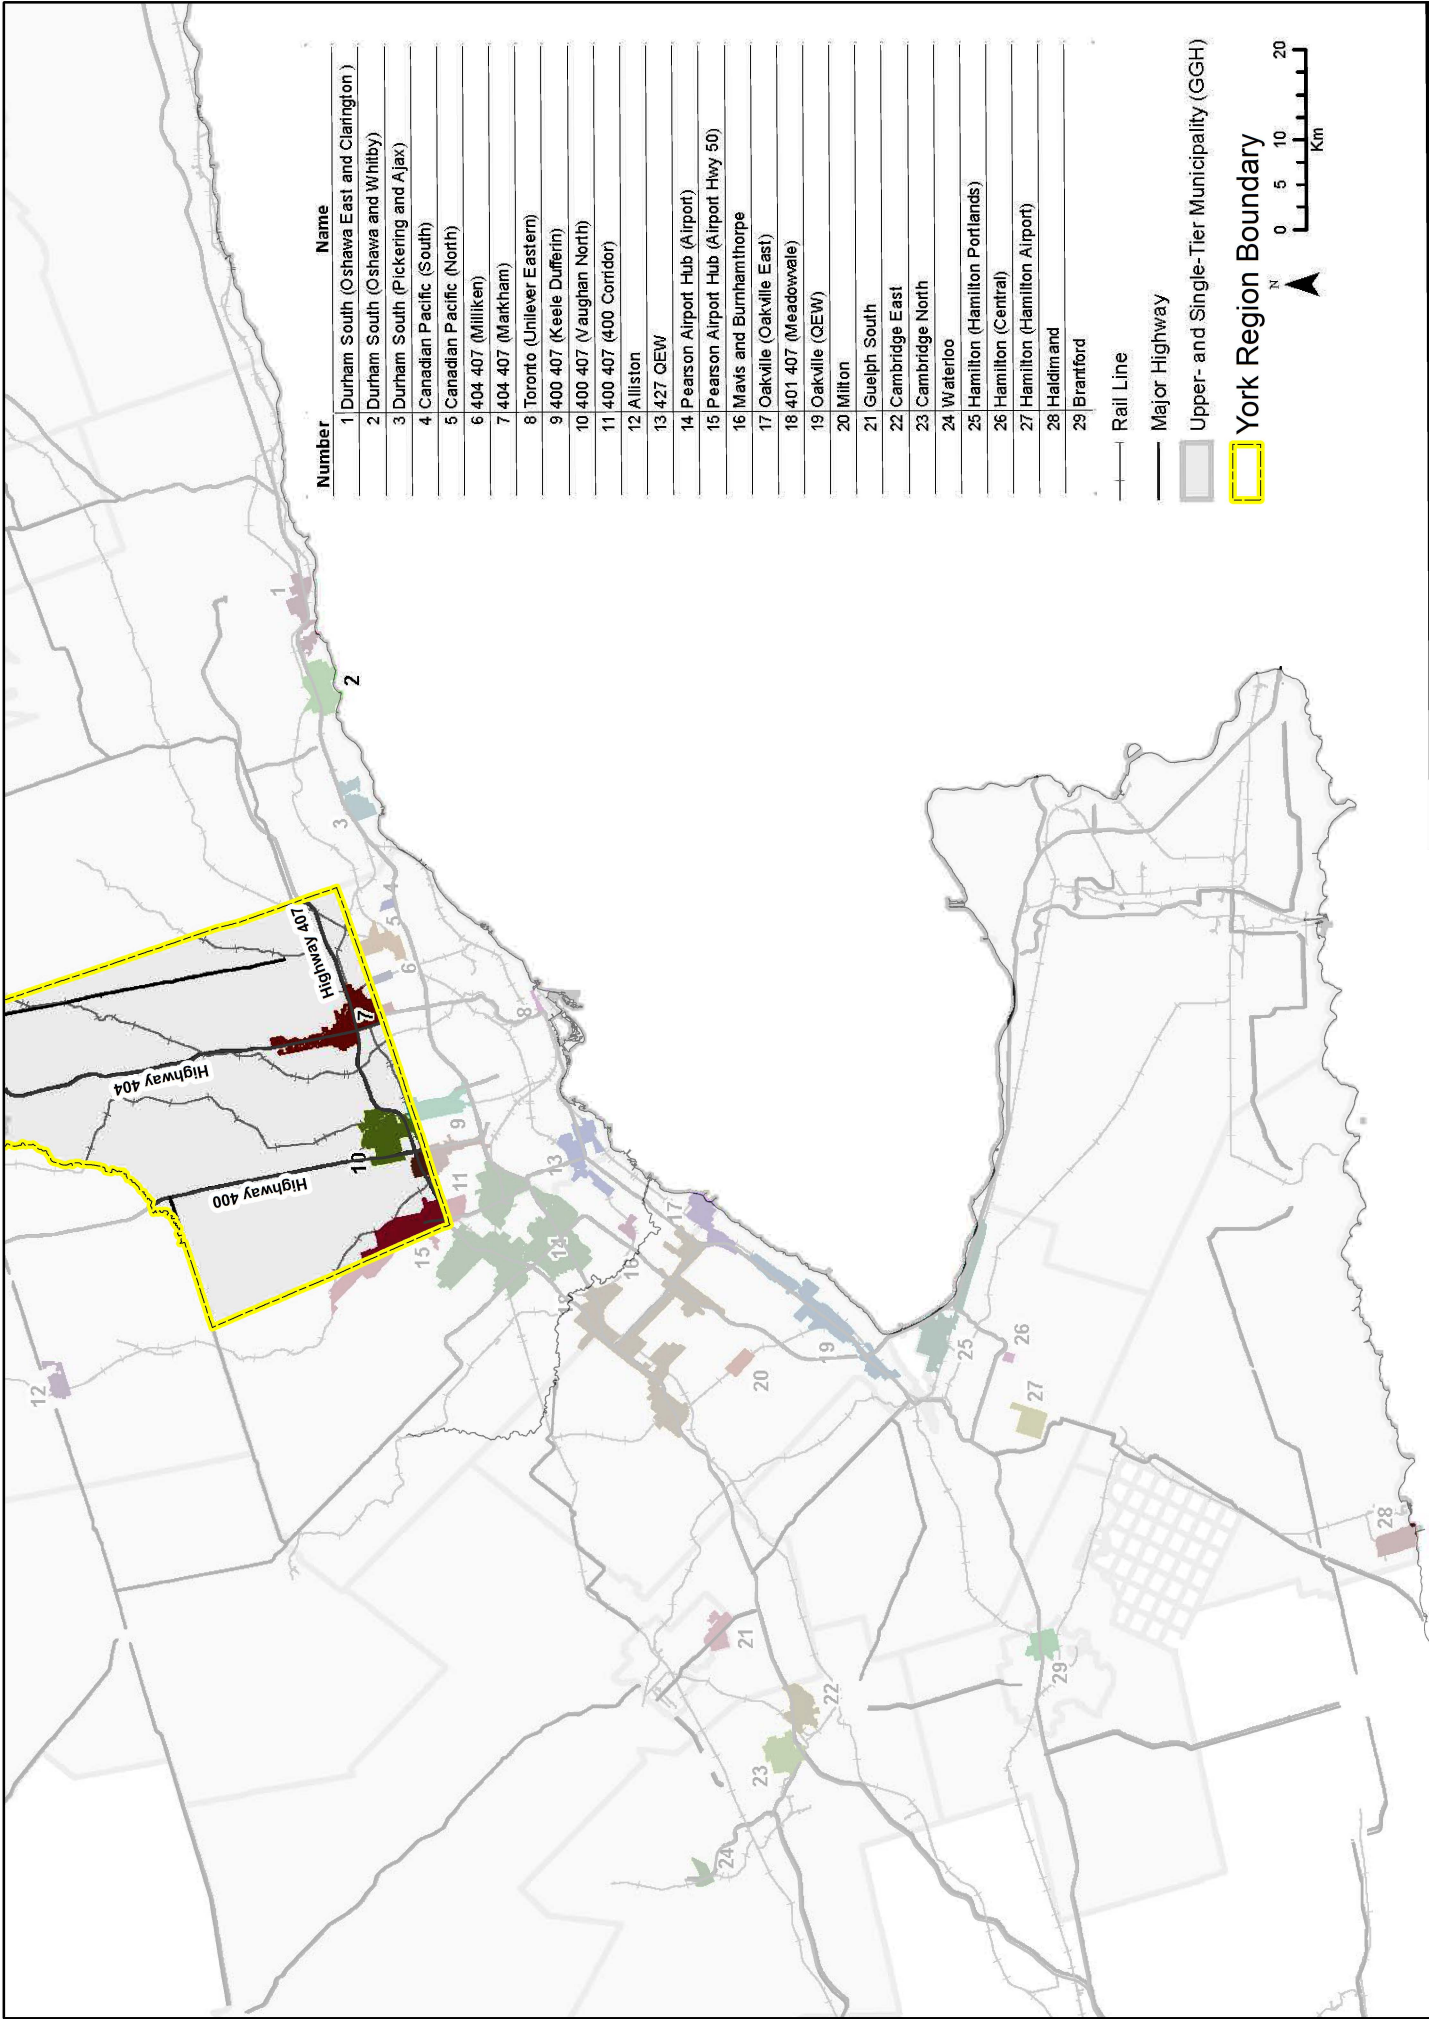 Number Name
1 Durham South (Oshawa East and Clarington )
2 Durham South (Oshawa and Whitby)
3 Durham South (Pickering and Ajax)
4 Canadian Pacific (South)
5 Canadian Pacific (North)
6 404 407 (Milliken)
7 404 407 (Markham)
8 Toronto (Unilever Eastern)
9 400 407 (Keele Dufferin)
10 400 407 (Vaughan North)
11 400 407 (400 Corridor)
12 Alliston
13 427 QEW
14 Pearson Airport Hub (Airport)
15 Pearson Airport Hub (Airport Hwy 50)
16 Mavis and Burnhamthorpe
17 Oakville (Oakville East)
18 401 407 (Meadowvale)
19 Oakville (QEW)
20 Milton
21 Guelph South
22 Cambridge East
23 Cambridge North
24 Waterloo
25 Hamilton (Hamilton Portlands)
26 Hamilton (Central)
27 Hamilton (Hamilton Airport)
28 Haldimand
29 Brantford
Rail Line
Major Highway
Upper- and Single-Tier Municipality (GGH)
York Region Boundary
N
0 5 10 20
Km
Highway 400
Highway 404
Highway 407
1
2
3
4
5
6
7
8
9
10
11
12
13
14
15
16
17
18
19
20
21
22
23
24
25
26
27
28
29